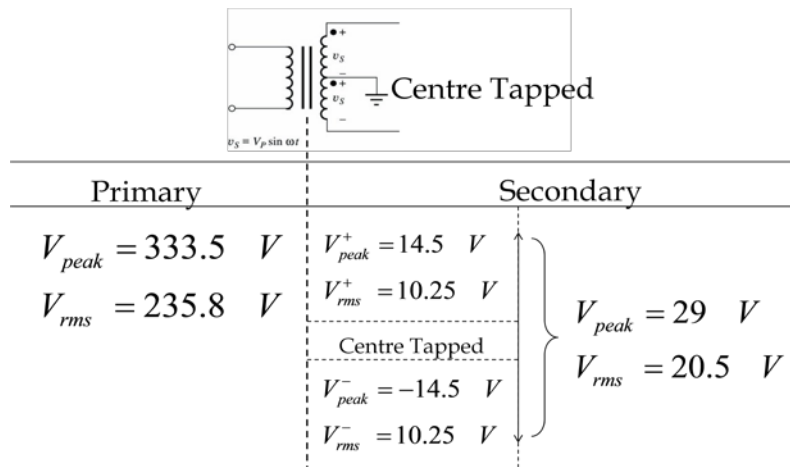 +
v_S
−
+
v_S
−
Centre Tapped
v_S = V_P sin ωt
Primary
Secondary
V_peak = 333.5 V
V_rms = 235.8 V
V⁺_peak = 14.5 V
V⁺_rms = 10.25 V
Centre Tapped
V⁻_peak = −14.5 V
V⁻_rms = 10.25 V
V_peak = 29 V
V_rms = 20.5 V